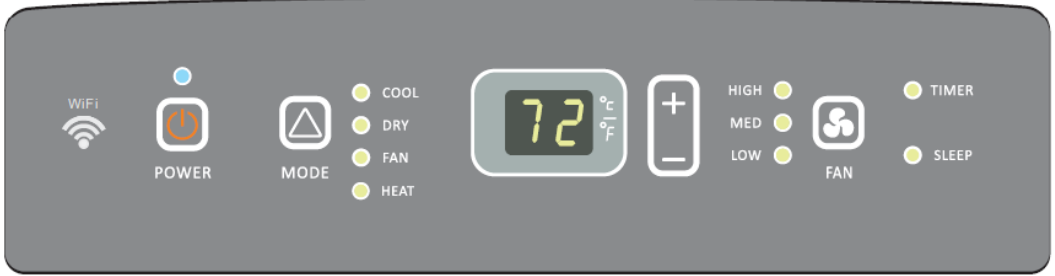 WiFi
POWER
MODE
COOL
DRY
FAN
HEAT
72
°C
°F
+
−
HIGH
MED
LOW
FAN
TIMER
SLEEP